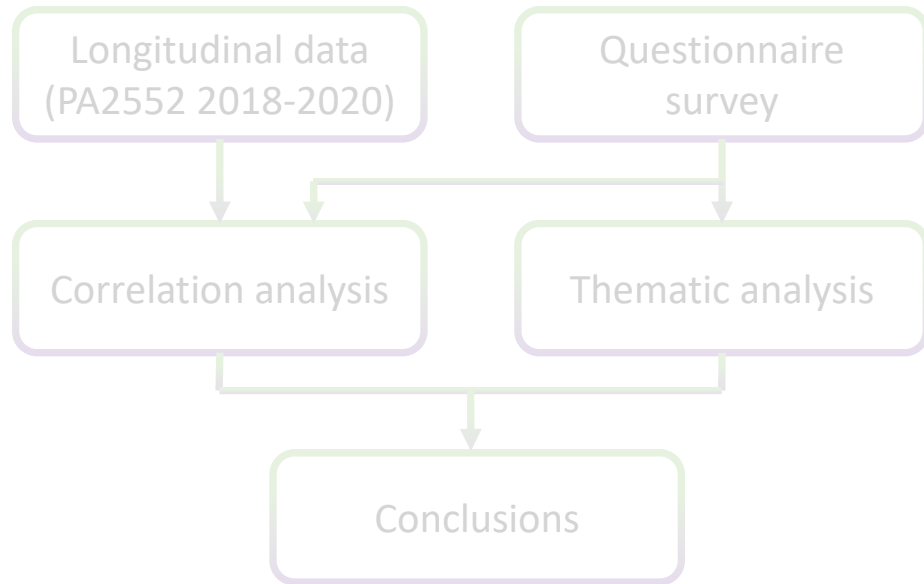 Longitudinal data
(PA2552 2018-2020)
Questionnaire
survey
Correlation analysis
Thematic analysis
Conclusions